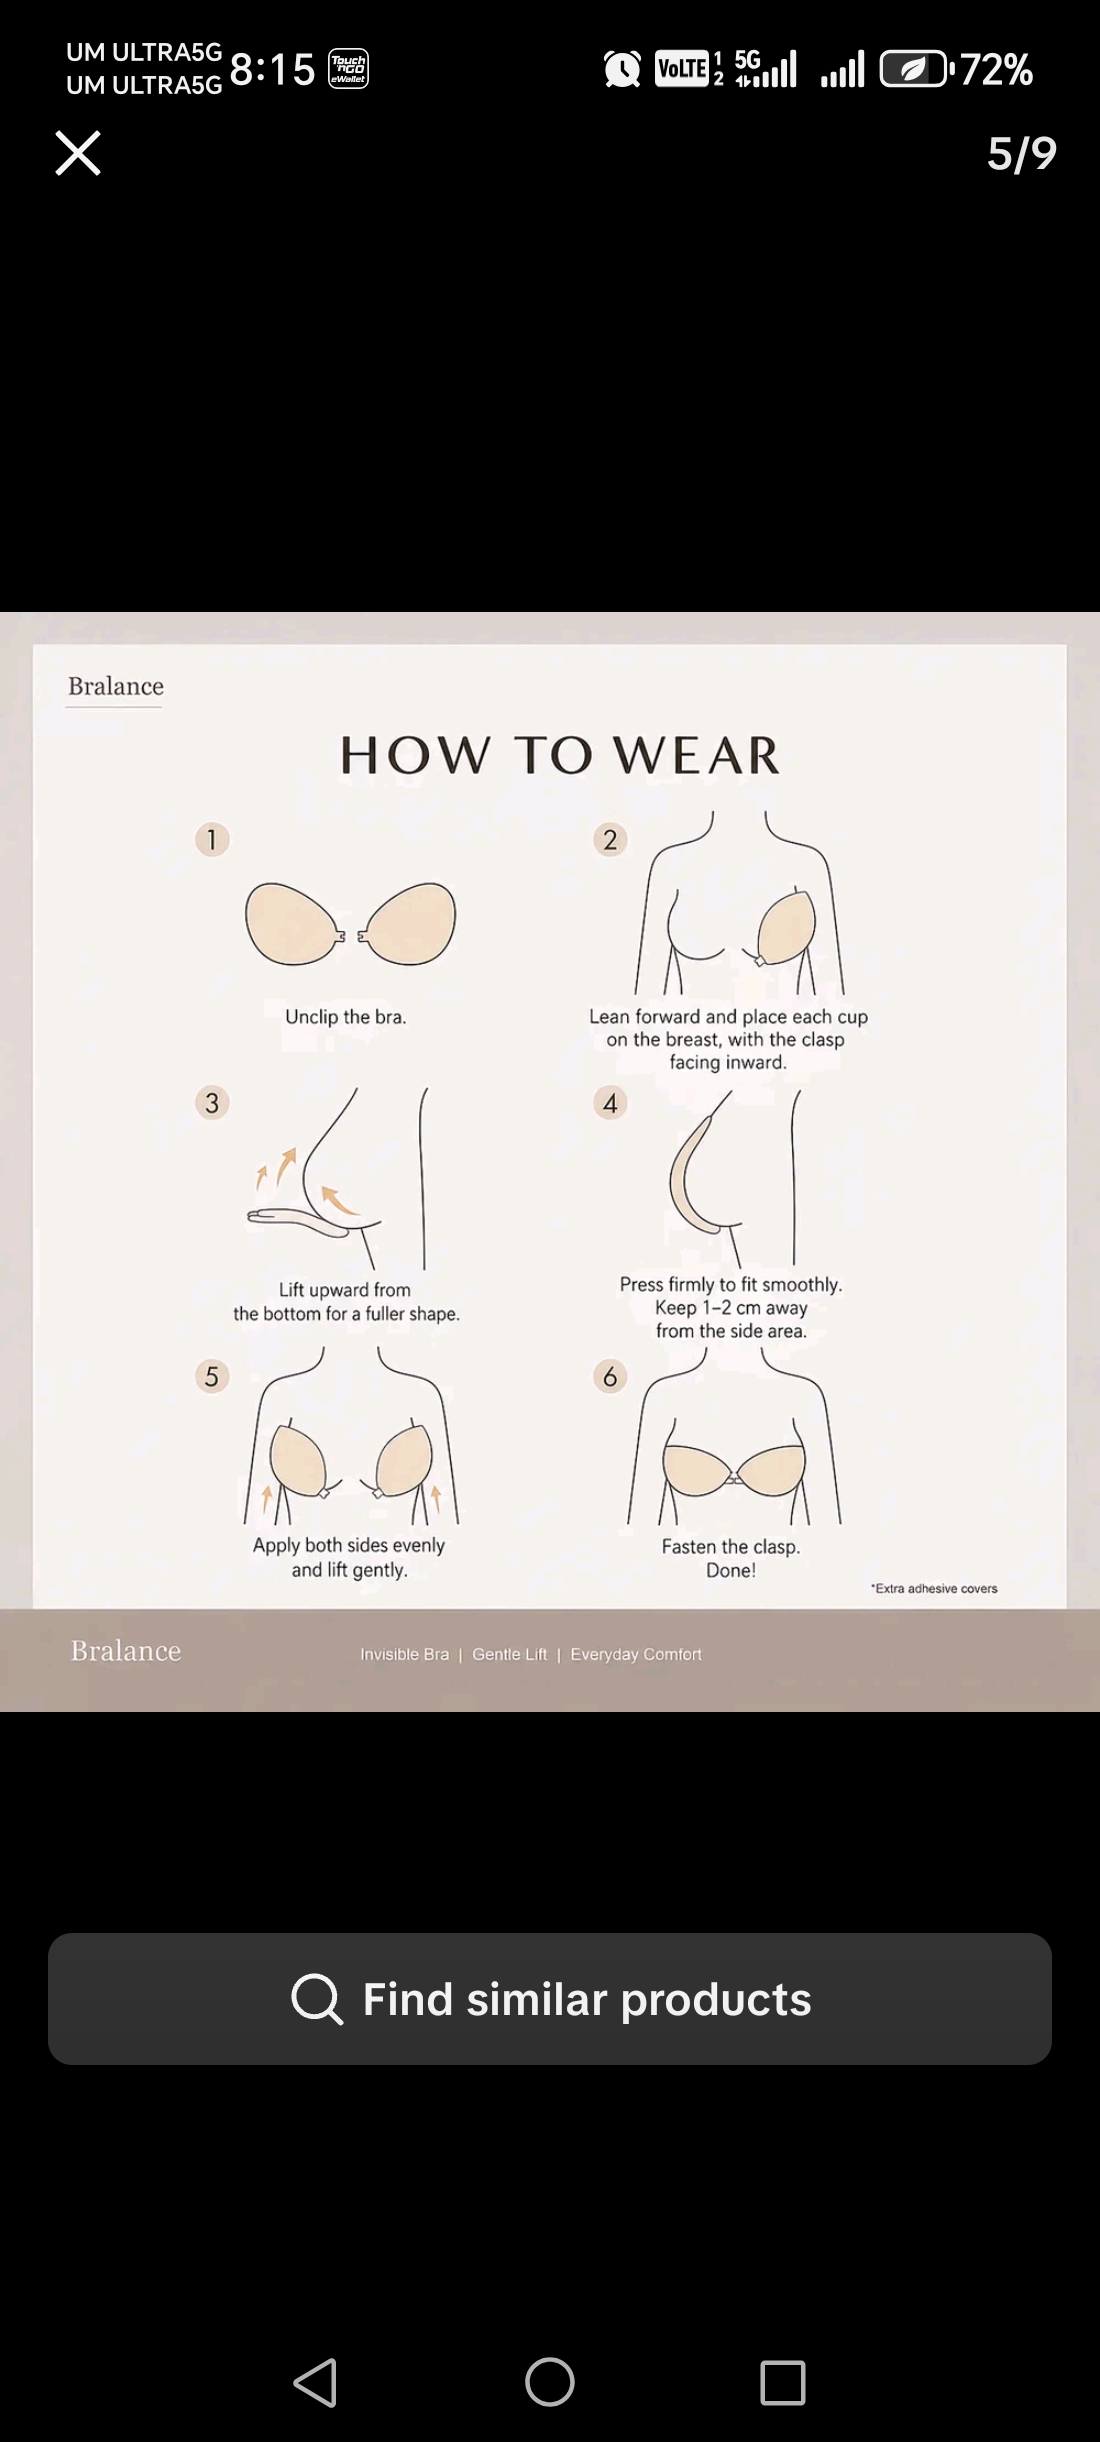 UM ULTRA5G
UM ULTRA5G
8:15
Touch
'nGO
eWallet
VoLTE 1
2
5G
72%
5/9
Bralance
HOW TO WEAR
1
Unclip the bra.
2
Lean forward and place each cup
on the breast, with the clasp
facing inward.
3
Lift upward from
the bottom for a fuller shape.
4
Press firmly to fit smoothly.
Keep 1–2 cm away
from the side area.
5
Apply both sides evenly
and lift gently.
6
Fasten the clasp.
Done!
*Extra adhesive covers
Bralance
Invisible Bra | Gentle Lift | Everyday Comfort
Find similar products